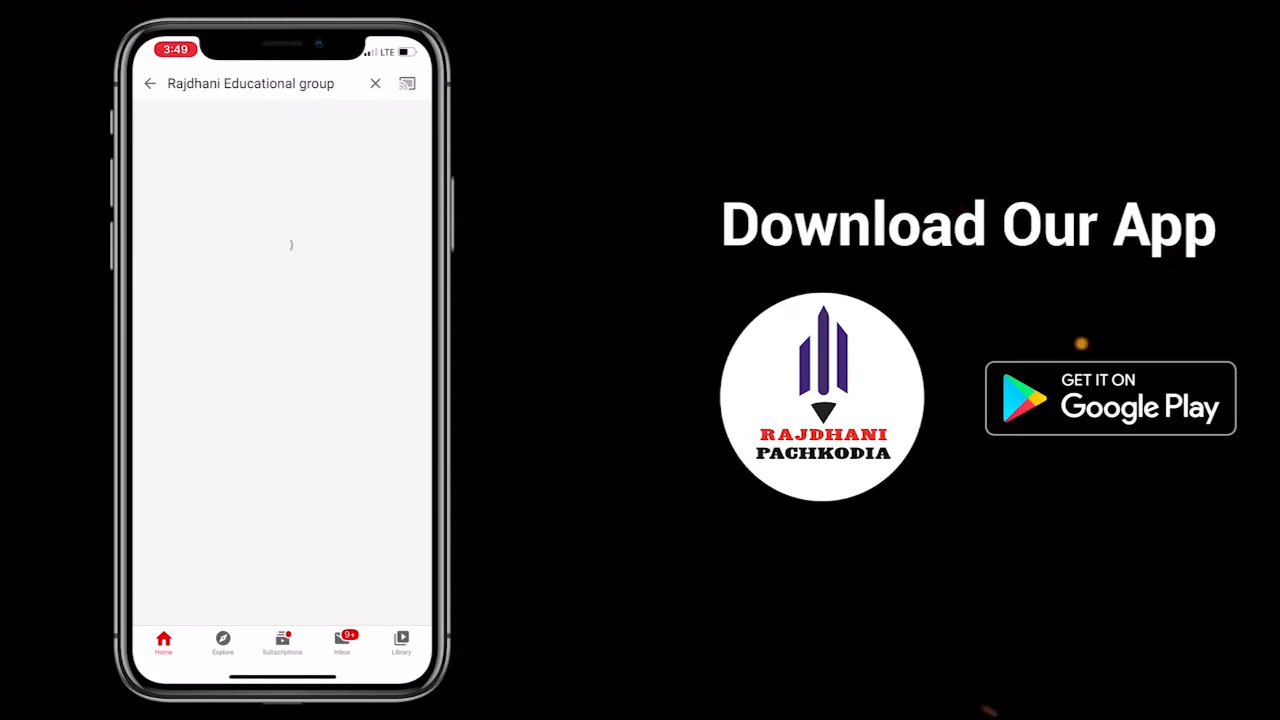 3:49
LTE
Rajdhani Educational group
Home
Explore
Subscriptions
9+
Inbox
Library
Download Our App
RAJDHANI
PACHKODIA
GET IT ON
Google Play